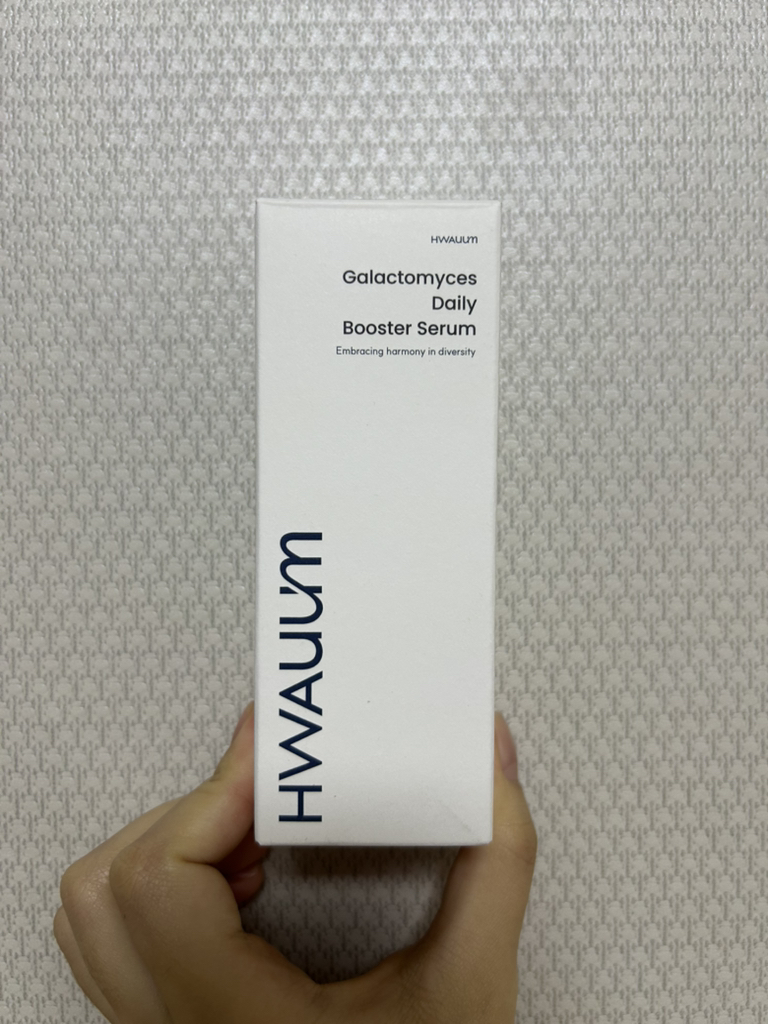 HWAUUM
Galactomyces
Daily
Booster Serum
Embracing harmony in diversity
HWAUUM